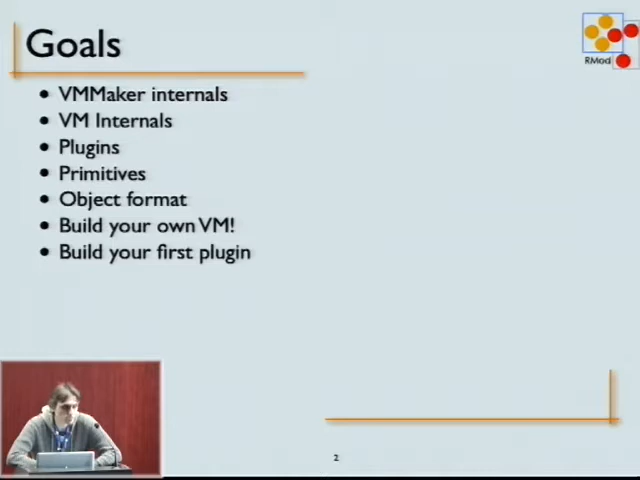 Goals
RMod
• VMMaker internals
• VM Internals
• Plugins
• Primitives
• Object format
• Build your own VM!
• Build your first plugin
2